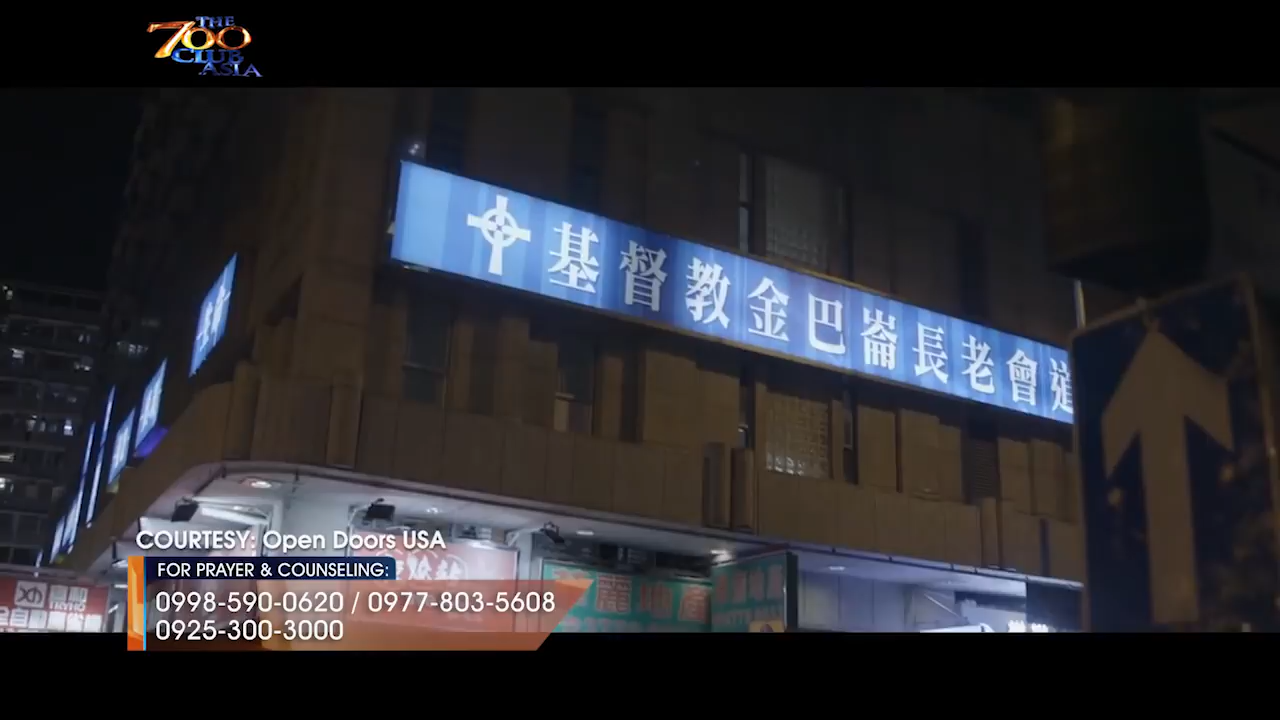 THE
700
CLUB
ASIA
基督教金巴崙長老會道
COURTESY: Open Doors USA
FOR PRAYER & COUNSELING:
0998-590-0620 / 0977-803-5608
0925-300-3000